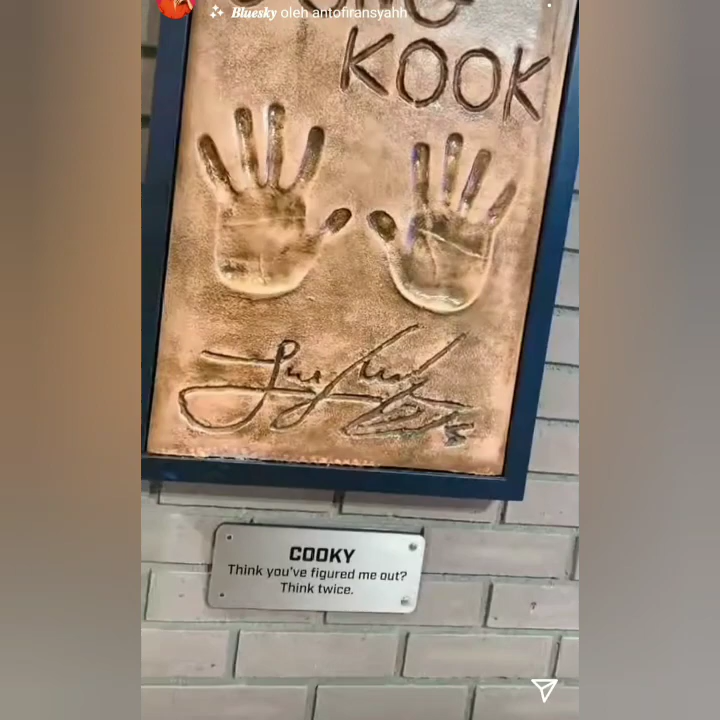 Bluesky oleh antofiransyahh
KOOK
COOKY
Think you've figured me out?
Think twice.